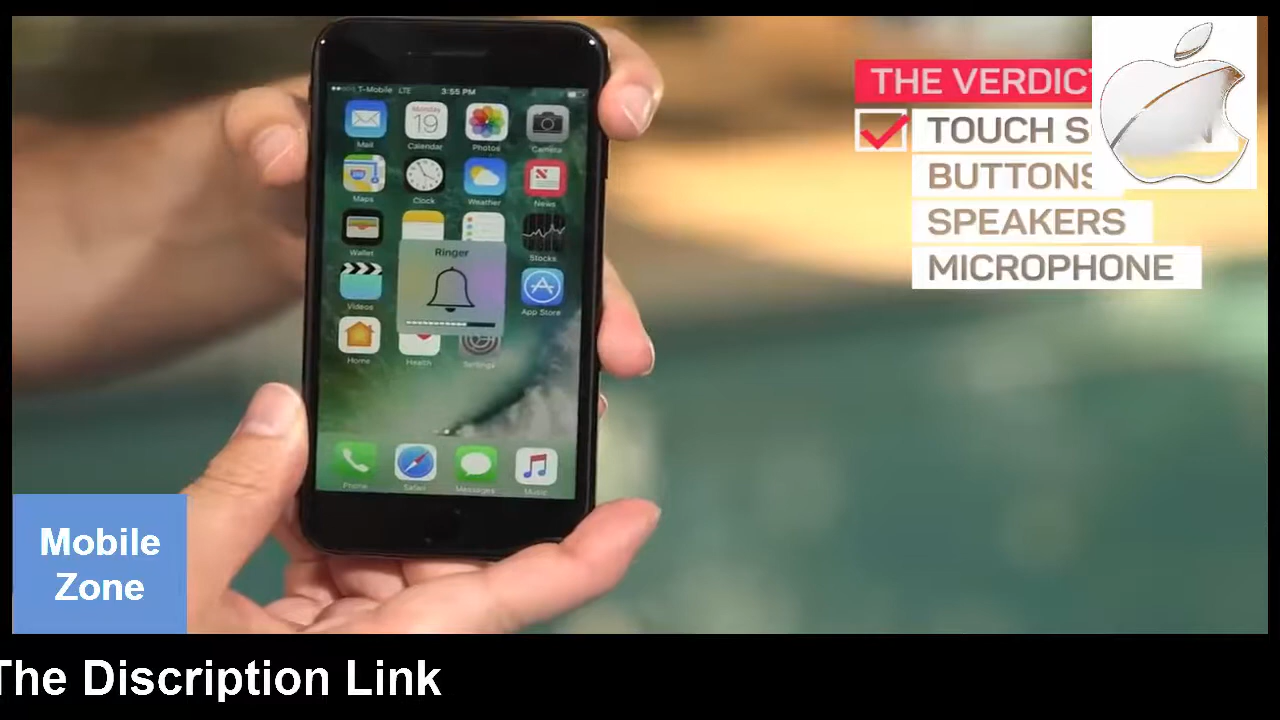 T-Mobile LTE 3:55 PM
Monday
19
Mail Calendar Photos Camera
Maps Clock Weather News
Wallet Stocks
Ringer
Videos App Store
Home Health Settings
Phone Safari Messages Music
THE VERDICT
TOUCH S
BUTTONS
SPEAKERS
MICROPHONE
Mobile
Zone
The Discription Link